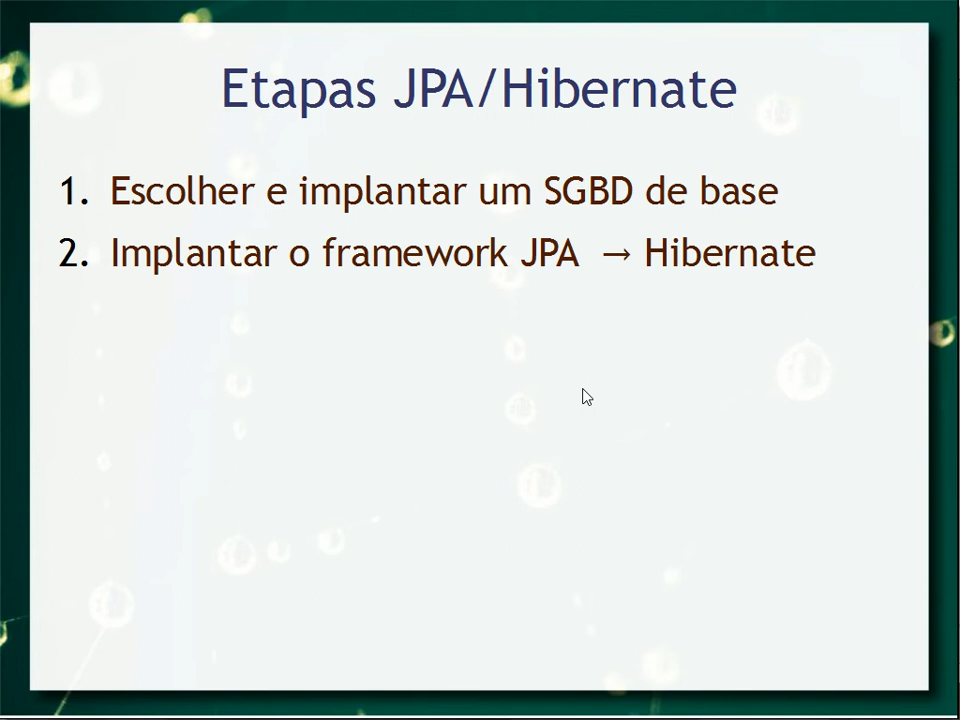 Etapas JPA/Hibernate
1. Escolher e implantar um SGBD de base
2. Implantar o framework JPA → Hibernate